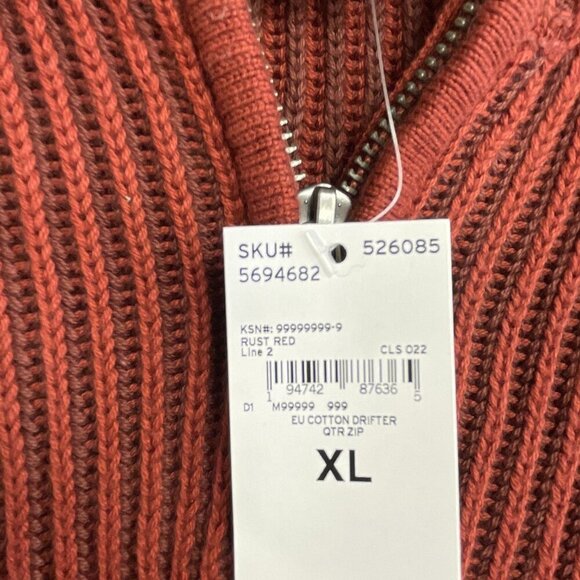 SKU# 526085
5694682
KSN#: 99999999-9
RUST RED
Line 2 CLS 022
1 94742 87636 5
D1 M99999 999
EU COTTON DRIFTER
QTR ZIP
XL